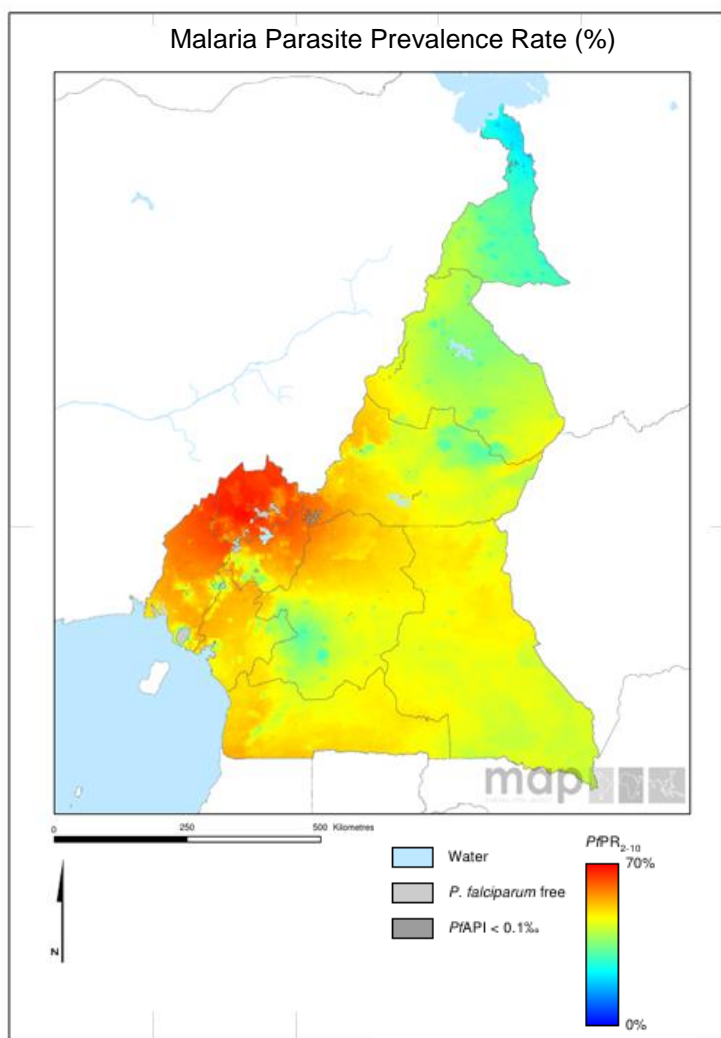 Malaria Parasite Prevalence Rate (%)
map
0
250
500 Kilometres
N
Water
P. falciparum free
PfAPI < 0.1‰
PfPR2-10
70%
0%